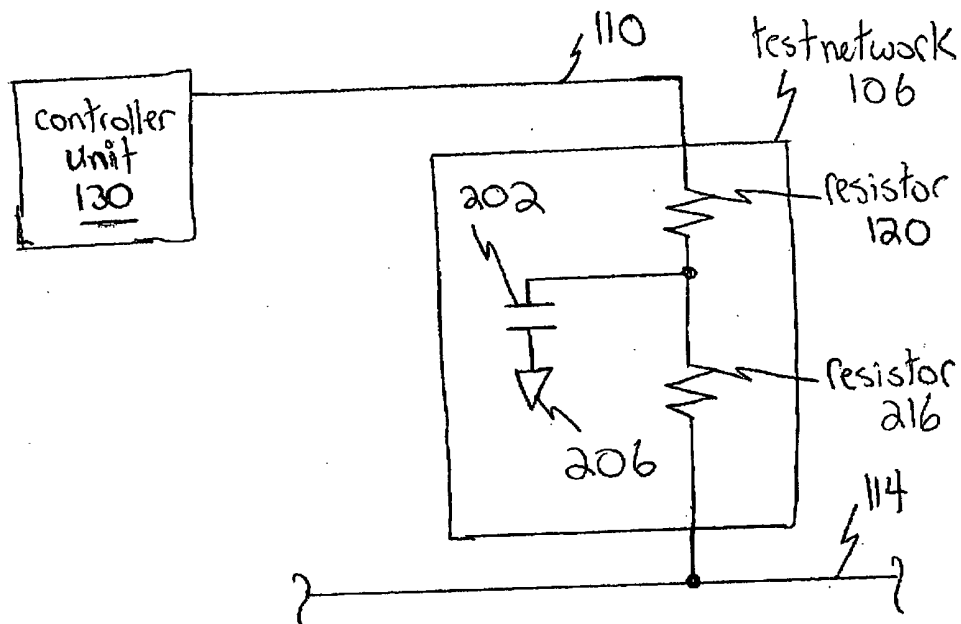 110
testnetwork
106
controller
unit
130
202
resistor
120
resistor
216
206
114